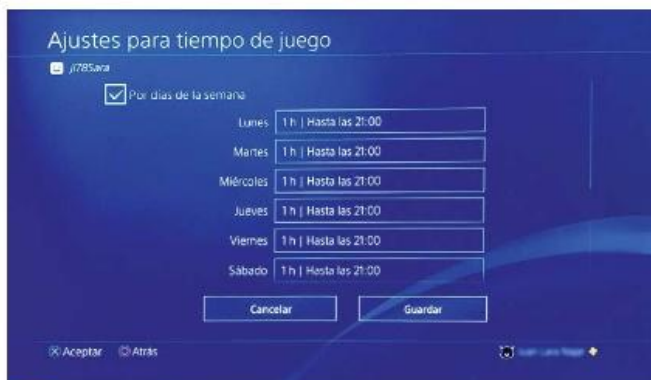 Ajustes para tiempo de juego
ji785ara
Por días de la semana
Lunes 1 h | Hasta las 21:00
Martes 1 h | Hasta las 21:00
Miércoles 1 h | Hasta las 21:00
Jueves 1 h | Hasta las 21:00
Viernes 1 h | Hasta las 21:00
Sábado 1 h | Hasta las 21:00
Cancelar Guardar
Aceptar Atrás